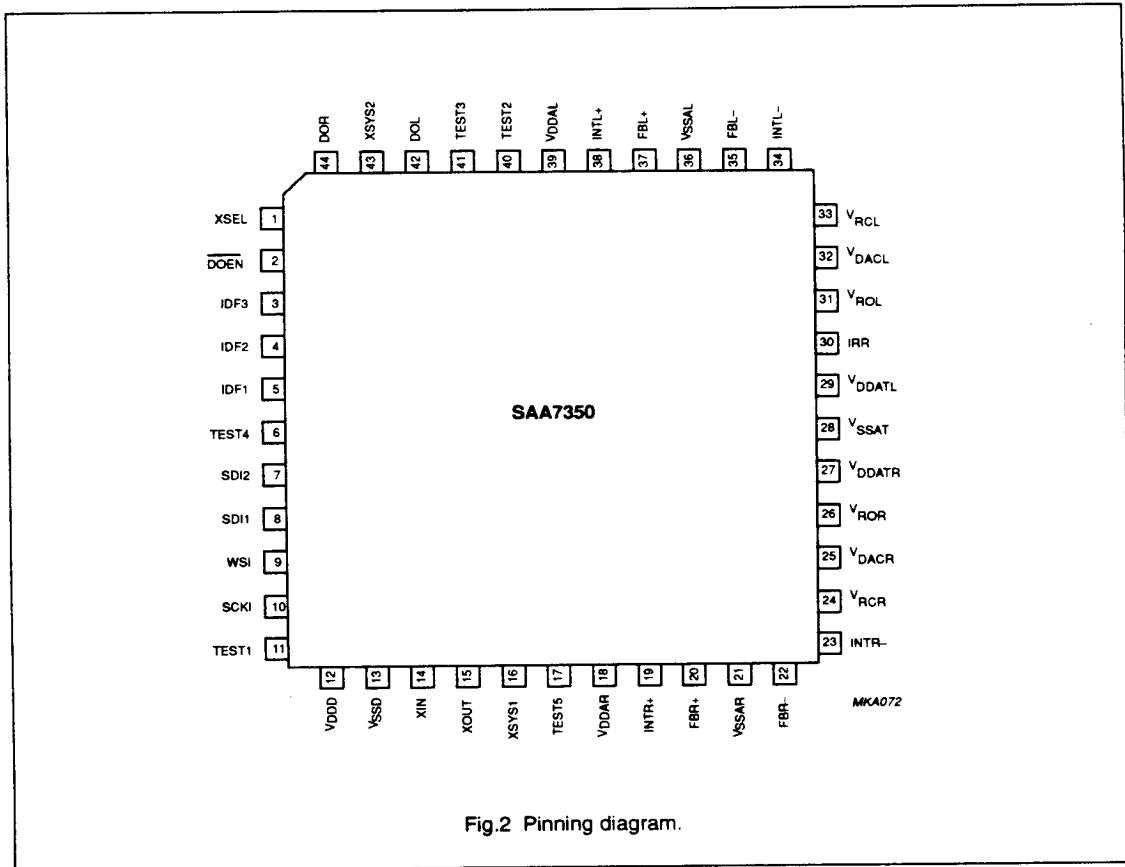 DOR XSYS2 DOL TEST3 TEST2 VDDAL INTL+ FBL+ VSSAL FBL– INTL–
44 43 42 41 40 39 38 37 36 35 34
XSEL 1
DOEN 2
IDF3 3
IDF2 4
IDF1 5
TEST4 6
SDI2 7
SDI1 8
WSI 9
SCKI 10
TEST1 11
SAA7350
33 VRCL
32 VDACL
31 VROL
30 IRR
29 VDDATL
28 VSSAT
27 VDDATR
26 VROR
25 VDACR
24 VRCR
23 INTR–
12 13 14 15 16 17 18 19 20 21 22
VDDD VSSD XIN XOUT XSYS1 TEST5 VDDAR INTR+ FBR+ VSSAR FBR–
MKA072
Fig.2 Pinning diagram.